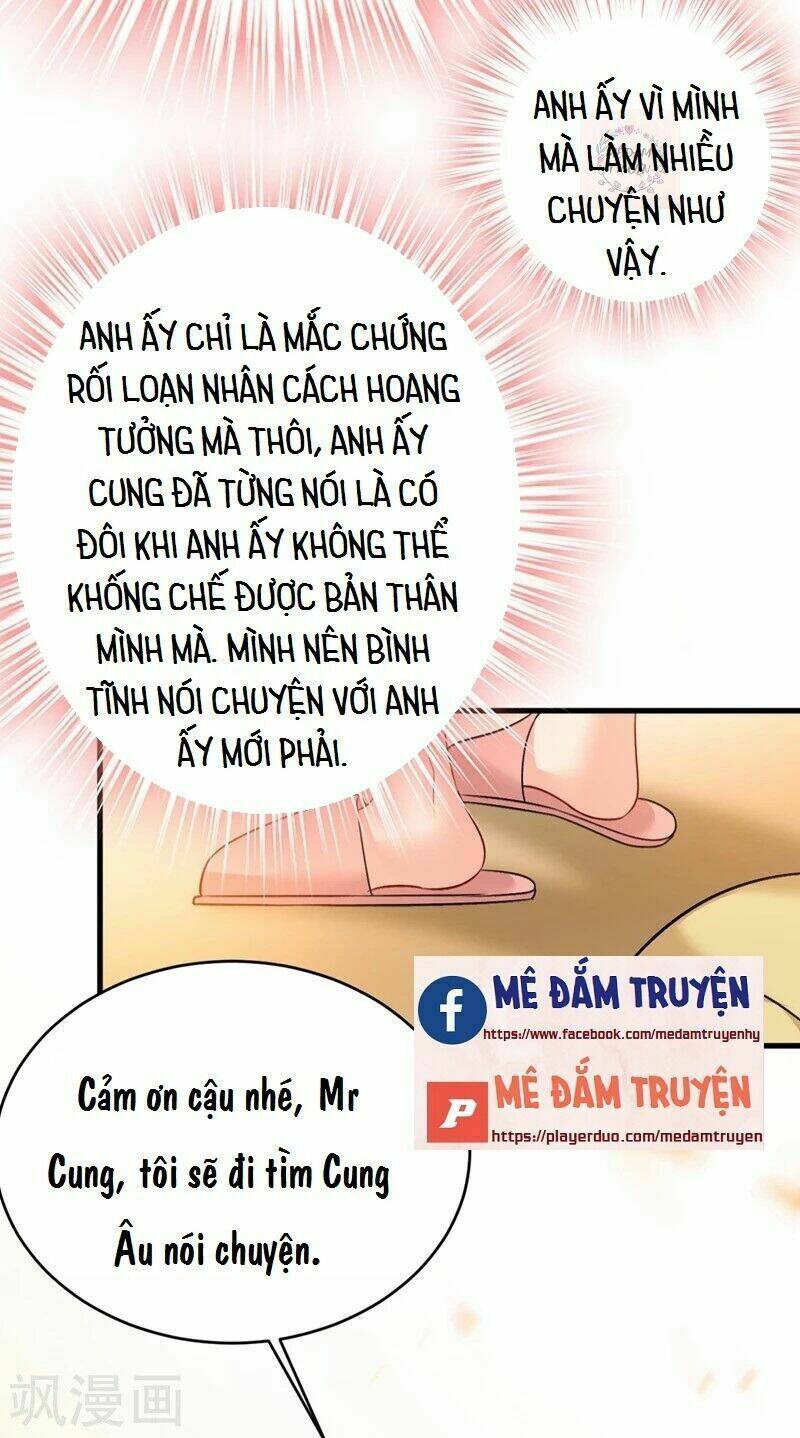 ANH ẤY VÌ MÌNH
MÀ LÀM NHIỀU
CHUYỆN NHƯ
VẬY.
ANH ẤY CHỈ LÀ MẮC CHỨNG
RỐI LOẠN NHÂN CÁCH HOANG
TƯỞNG MÀ THÔI, ANH ẤY
CUNG ĐÃ TỪNG NÓI LÀ CÓ
ĐÔI KHI ANH ẤY KHÔNG THỂ
KHỐNG CHẾ ĐƯỢC BẢN THÂN
MÌNH MÀ. MÌNH NÊN BÌNH
TĨNH NÓI CHUYỆN VỚI ANH
ẤY MỚI PHẢI.
MÊ ĐẮM TRUYỆN
https://www.facebook.com/medamtruyenhy
MÊ ĐẮM TRUYỆN
https://playerduo.com/medamtruyen
Cảm ơn cậu nhé, Mr
Cung, tôi sẽ đi tìm Cung
Âu nói chuyện.
飒漫画